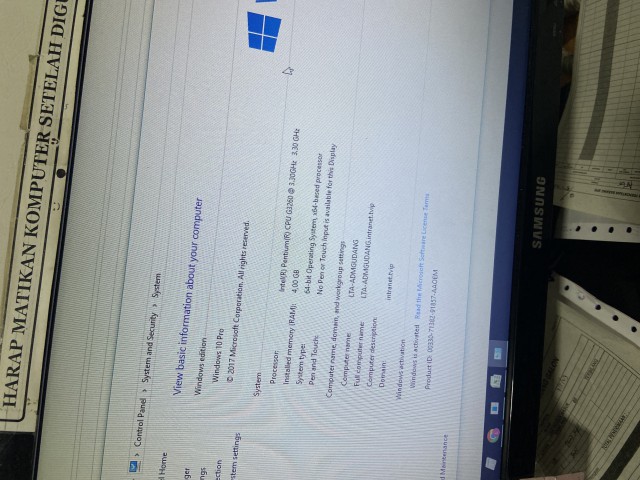 HARAP MATIKAN KOMPUTER SETELAH DIGU
Control Panel > System and Security > System
l Home
View basic information about your computer
Windows edition
Windows 10 Pro
© 2017 Microsoft Corporation. All rights reserved.
System
Processor: Intel(R) Pentium(R) CPU G3260 @ 3.30GHz 3.30 GHz
Installed memory (RAM): 4.00 GB
System type: 64-bit Operating System, x64-based processor
Pen and Touch: No Pen or Touch Input is available for this Display
Computer name, domain, and workgroup settings
Computer name: LTA-ADMGUDANG
Full computer name: LTA-ADMGUDANG.intranet.tvip
Computer description:
Domain: intranet.tvip
Windows activation
Windows is activated Read the Microsoft Software License Terms
Product ID: 00330-71302-91837-AAOEM
ger
ngs
ection
stem settings
d Maintenance
SAMSUNG